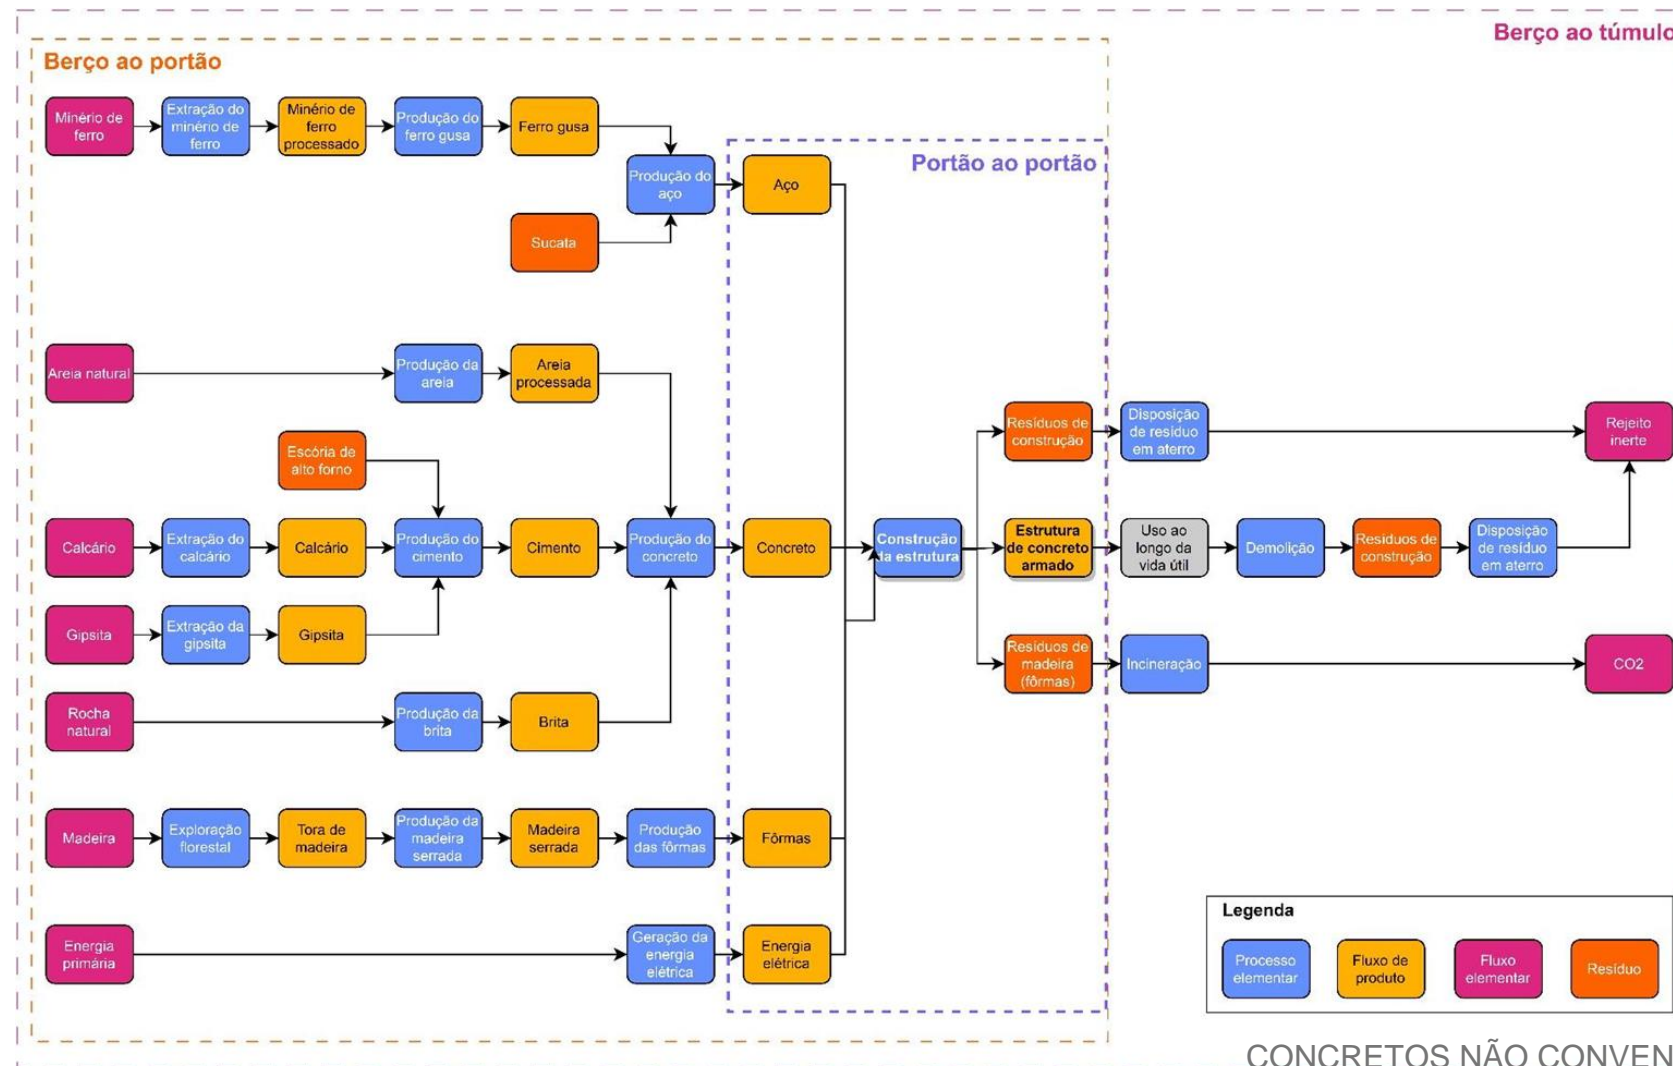 Berço ao túmulo
Berço ao portão
Minério de
ferro
Extração do
minério de
ferro
Minério de
ferro
processado
Produção do
ferro gusa
Ferro gusa
Portão ao portão
Produção do
aço
Aço
Sucata
Areia natural
Produção da
areia
Areia
processada
Resíduos de
construção
Disposição
de resíduo
em aterro
Rejeito
inerte
Escória de
alto forno
Calcário
Extração do
calcário
Calcário
Produção do
cimento
Cimento
Produção do
concreto
Concreto
Construção
da estrutura
Estrutura
de concreto
armado
Uso ao
longo da
vida útil
Demolição
Resíduos de
construção
Disposição
de resíduo
em aterro
Gipsita
Extração da
gipsita
Gipsita
Resíduos de
madeira
(fôrmas)
Incineração
CO2
Rocha
natural
Produção da
brita
Brita
Madeira
Exploração
florestal
Tora de
madeira
Produção da
madeira
serrada
Madeira
serrada
Produção
das fôrmas
Fôrmas
Energia
primária
Geração da
energia
elétrica
Energia
elétrica
Legenda
Processo
elementar
Fluxo de
produto
Fluxo
elementar
Resíduo
CONCRETOS NÃO CONVEN